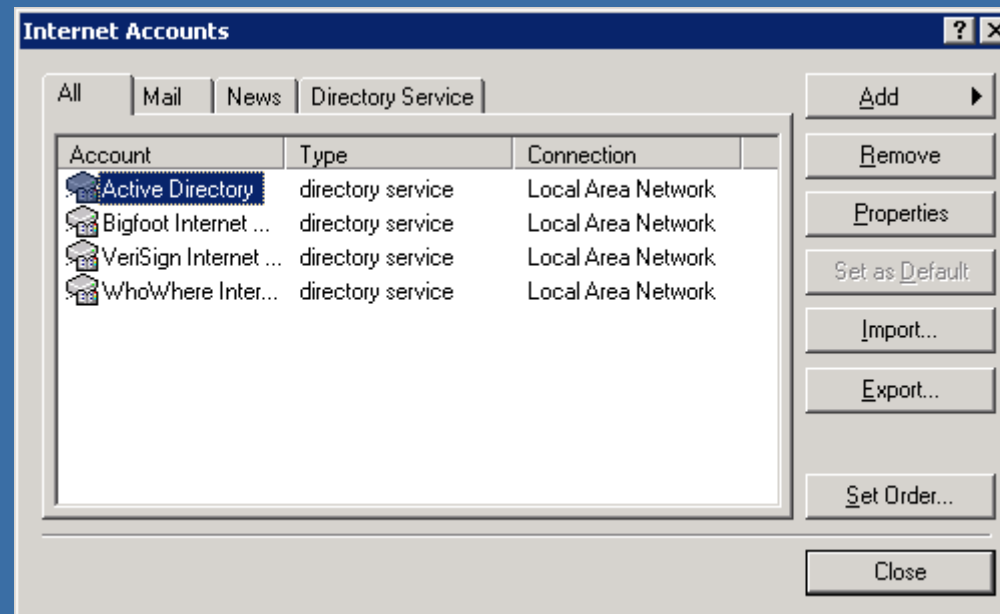 Internet Accounts
All Mail News Directory Service
Add
Remove
Properties
Set as Default
Import...
Export...
Set Order...
Close
Account Type Connection
Active Directory directory service Local Area Network
Bigfoot Internet ... directory service Local Area Network
VeriSign Internet ... directory service Local Area Network
WhoWhere Inter... directory service Local Area Network